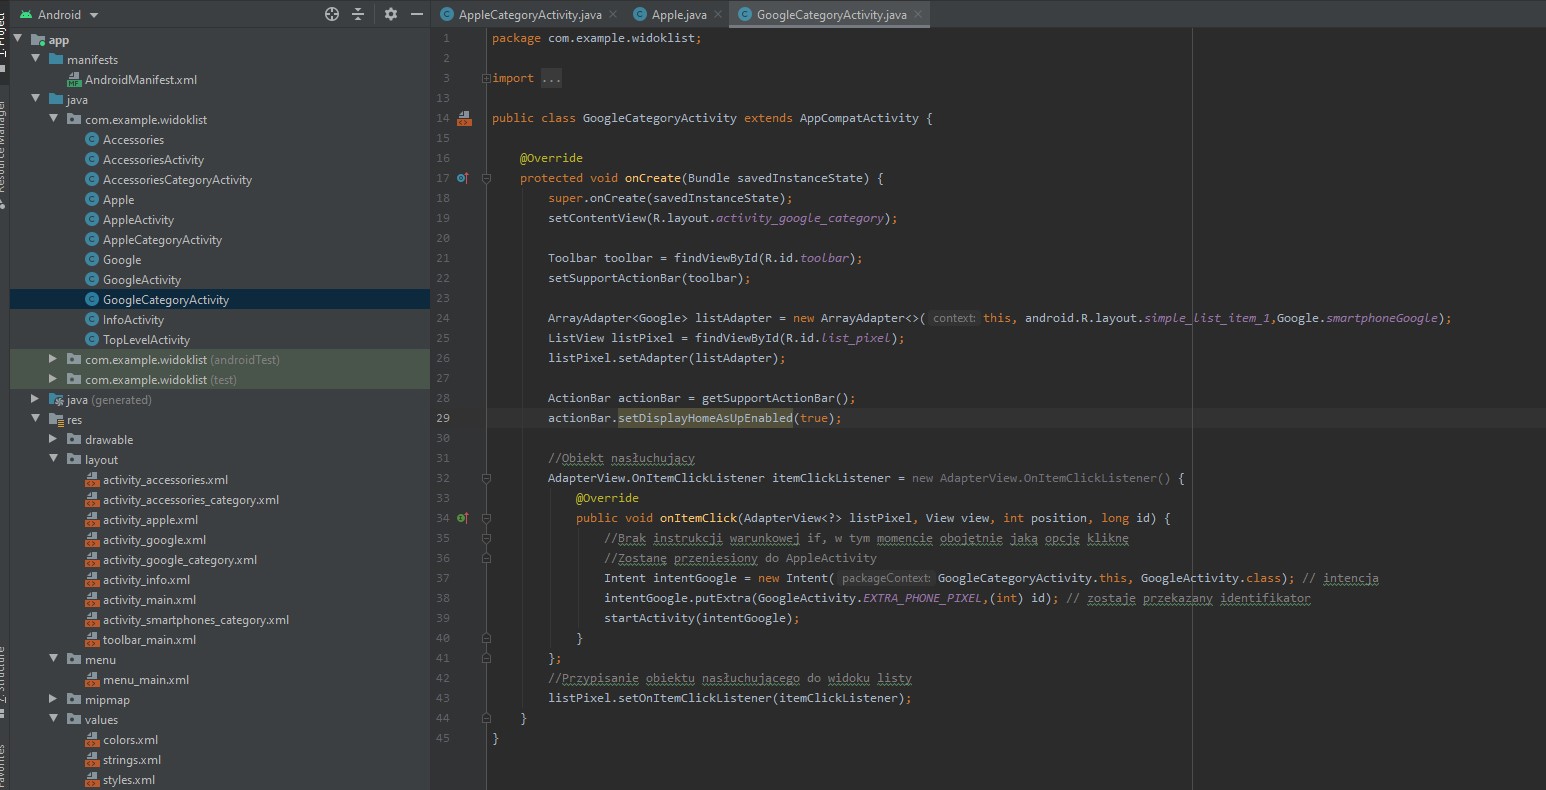 Android
app
manifests
AndroidManifest.xml
java
com.example.widoklist
Accessories
AccessoriesActivity
AccessoriesCategoryActivity
Apple
AppleActivity
AppleCategoryActivity
Google
GoogleActivity
GoogleCategoryActivity
InfoActivity
TopLevelActivity
com.example.widoklist (androidTest)
com.example.widoklist (test)
java (generated)
res
drawable
layout
activity_accessories.xml
activity_accessories_category.xml
activity_apple.xml
activity_google.xml
activity_google_category.xml
activity_info.xml
activity_main.xml
activity_smartphones_category.xml
toolbar_main.xml
menu
menu_main.xml
mipmap
values
colors.xml
strings.xml
styles.xml
AppleCategoryActivity.java
Apple.java
GoogleCategoryActivity.java
1 package com.example.widoklist;
2
3 import ...
13
14 public class GoogleCategoryActivity extends AppCompatActivity {
15
16 @Override
17 protected void onCreate(Bundle savedInstanceState) {
18 super.onCreate(savedInstanceState);
19 setContentView(R.layout.activity_google_category);
20
21 Toolbar toolbar = findViewById(R.id.toolbar);
22 setSupportActionBar(toolbar);
23
24 ArrayAdapter<Google> listAdapter = new ArrayAdapter<>( context: this, android.R.layout.simple_list_item_1,Google.smartphoneGoogle);
25 ListView listPixel = findViewById(R.id.list_pixel);
26 listPixel.setAdapter(listAdapter);
27
28 ActionBar actionBar = getSupportActionBar();
29 actionBar.setDisplayHomeAsUpEnabled(true);
30
31 //Obiekt nasłuchujący
32 AdapterView.OnItemClickListener itemClickListener = new AdapterView.OnItemClickListener() {
33 @Override
34 public void onItemClick(AdapterView<?> listPixel, View view, int position, long id) {
35 //Brak instrukcji warunkowej if, w tym momencie obojętnie jaką opcję kliknę
36 //Zostanę przeniesiony do AppleActivity
37 Intent intentGoogle = new Intent( packageContext: GoogleCategoryActivity.this, GoogleActivity.class); // intencja
38 intentGoogle.putExtra(GoogleActivity.EXTRA_PHONE_PIXEL,(int) id); // zostaje przekazany identifikator
39 startActivity(intentGoogle);
40 }
41 };
42 //Przypisanie obiektu nasłuchującego do widoku listy
43 listPixel.setOnItemClickListener(itemClickListener);
44 }
45 }